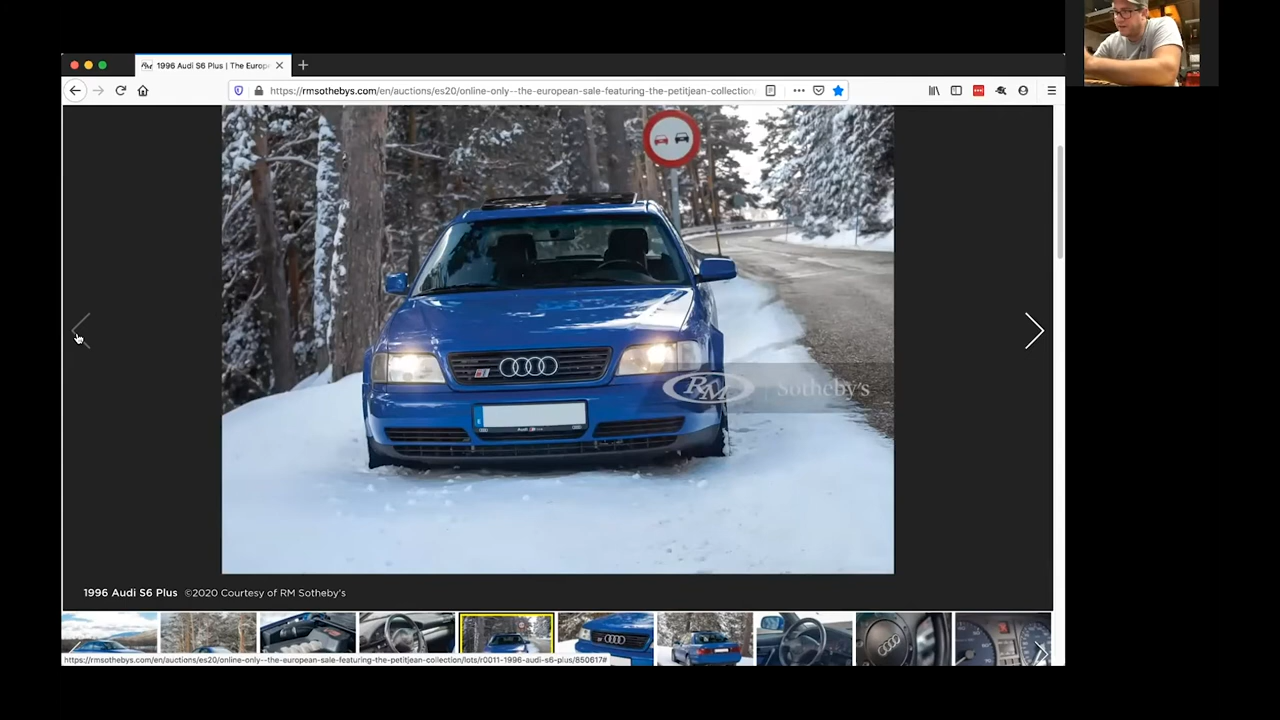 1996 Audi S6 Plus | The Europe
https://rmsothebys.com/en/auctions/es20/online-only--the-european-sale-featuring-the-petitjean-collection/
RM Sotheby's
1996 Audi S6 Plus ©2020 Courtesy of RM Sotheby's
https://rmsothebys.com/en/auctions/es20/online-only--the-european-sale-featuring-the-petitjean-collection/lots/r0011-1996-audi-s6-plus/850617#